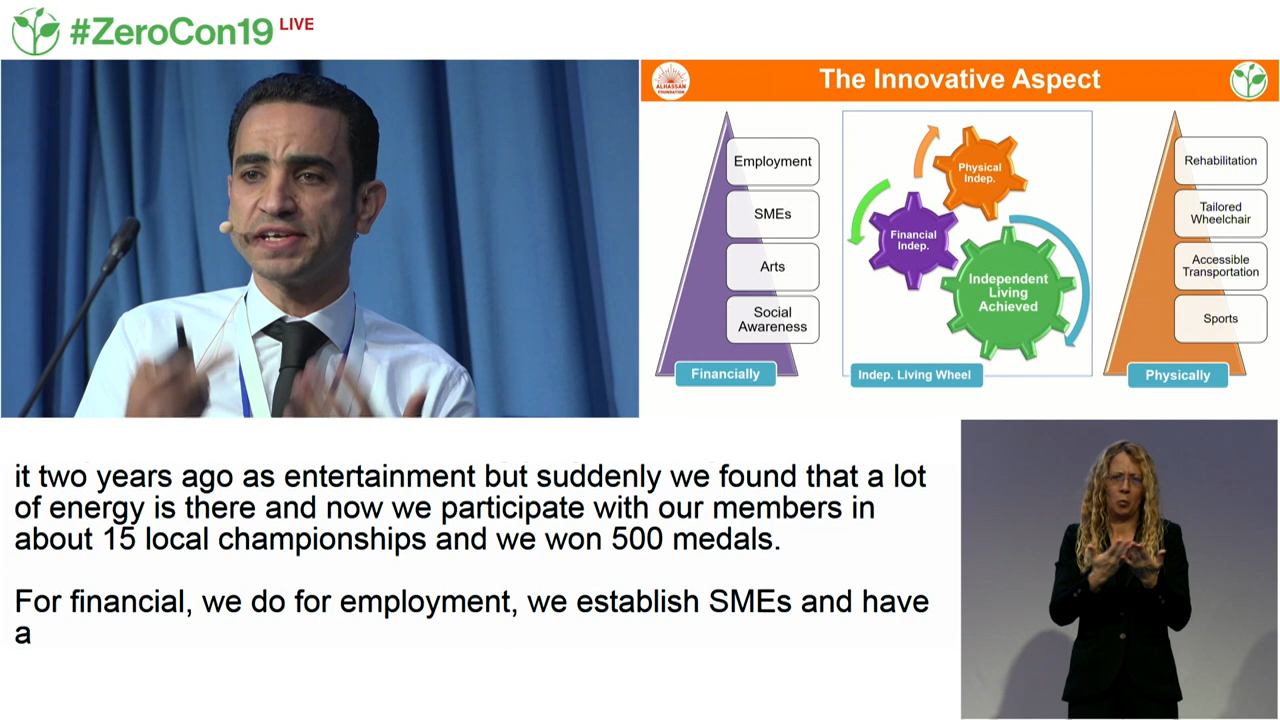 #ZeroCon19 LIVE
ALHASSAN
FOUNDATION
The Innovative Aspect
Employment
SMEs
Arts
Social
Awareness
Financially
Physical
Indep.
Financial
Indep.
Independent
Living
Achieved
Indep. Living Wheel
Rehabilitation
Tailored
Wheelchair
Accessible
Transportation
Sports
Physically
it two years ago as entertainment but suddenly we found that a lot
of energy is there and now we participate with our members in
about 15 local championships and we won 500 medals.
For financial, we do for employment, we establish SMEs and have
a